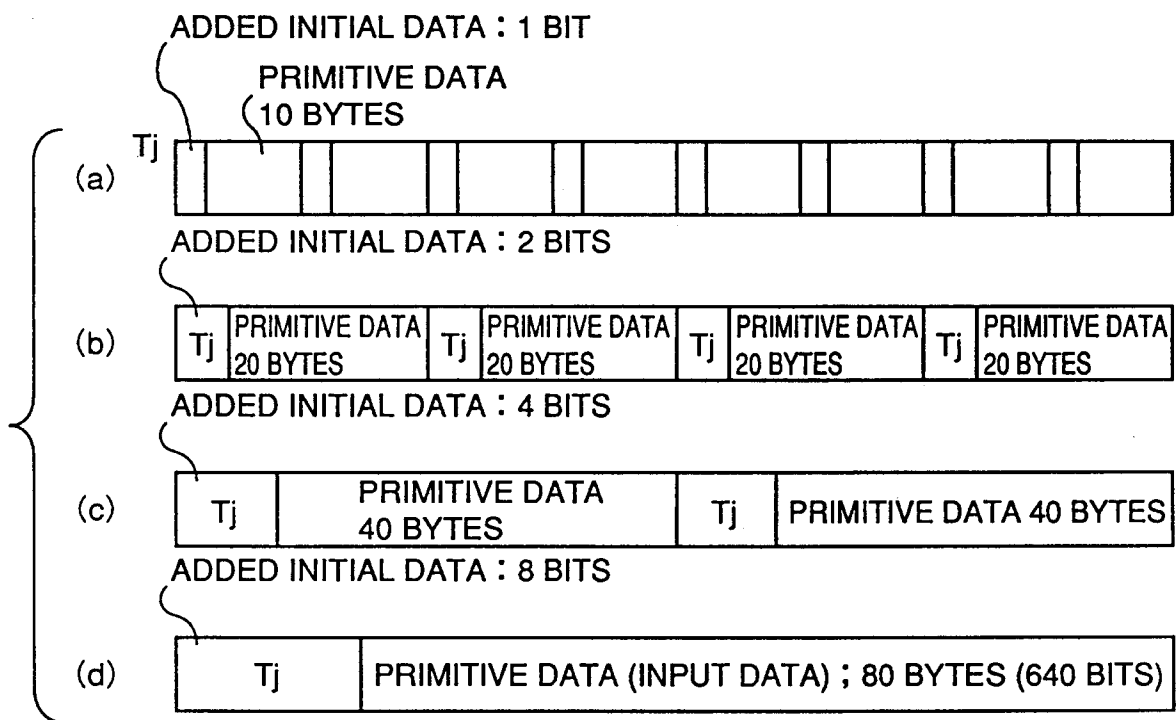 ADDED INITIAL DATA : 1 BIT
PRIMITIVE DATA
10 BYTES
Tj
(a)
ADDED INITIAL DATA : 2 BITS
(b)
Tj
PRIMITIVE DATA
20 BYTES
Tj
PRIMITIVE DATA
20 BYTES
Tj
PRIMITIVE DATA
20 BYTES
Tj
PRIMITIVE DATA
20 BYTES
ADDED INITIAL DATA : 4 BITS
(c)
Tj
PRIMITIVE DATA
40 BYTES
Tj
PRIMITIVE DATA 40 BYTES
ADDED INITIAL DATA : 8 BITS
(d)
Tj
PRIMITIVE DATA (INPUT DATA) ; 80 BYTES (640 BITS)